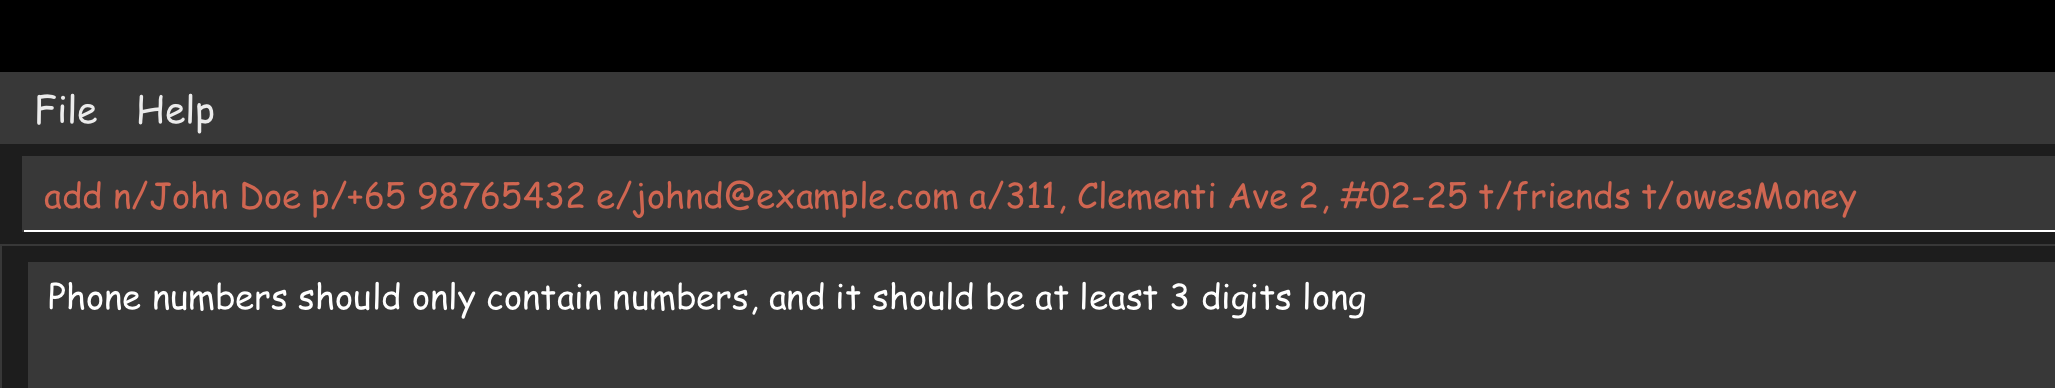 File Help
add n/John Doe p/+65 98765432 e/johnd@example.com a/311, Clementi Ave 2, #02-25 t/friends t/owesMoney
Phone numbers should only contain numbers, and it should be at least 3 digits long